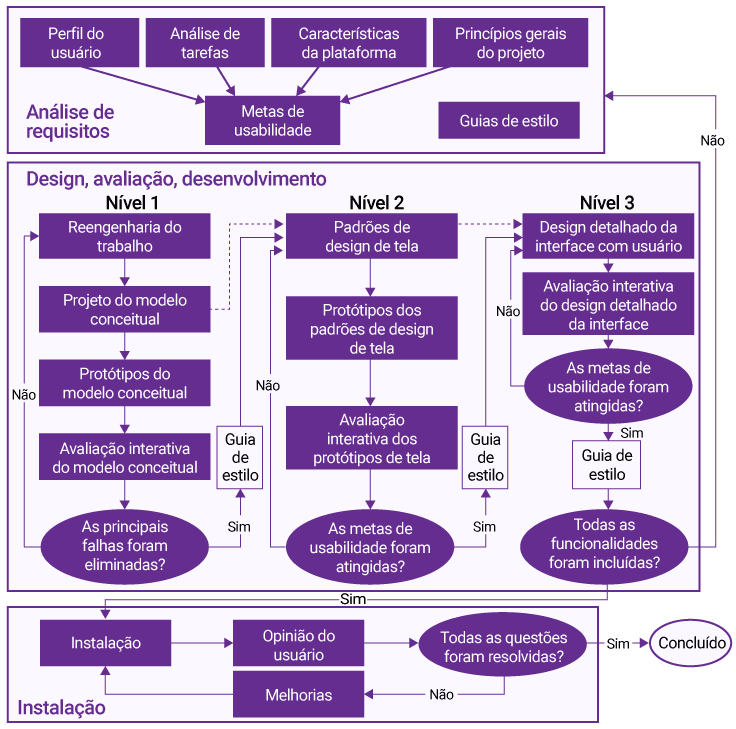 Perfil do
usuário
Análise de
tarefas
Características
da plataforma
Princípios gerais
do projeto
Análise de
requisitos
Metas de
usabilidade
Guias de estilo
Não
Design, avaliação, desenvolvimento
Nível 1
Reengenharia do
trabalho
Projeto do modelo
conceitual
Protótipos do
modelo conceitual
Não
Avaliação interativa
do modelo conceitual
As principais
falhas foram
eliminadas?
Sim
Guia de
estilo
Nível 2
Padrões de
design de tela
Protótipos dos
padrões de design
de tela
Não
Avaliação
interativa dos
protótipos de tela
As metas de
usabilidade foram
atingidas?
Sim
Guia de
estilo
Nível 3
Design detalhado da
interface com usuário
Avaliação interativa
do design detalhado
da interface
Não
As metas de
usabilidade foram
atingidas?
Sim
Guia de
estilo
Todas as
funcionalidades
foram incluídas?
Sim
Instalação
Opinião do
usuário
Todas as questões
foram resolvidas?
Sim
Concluído
Melhorias
Não
Instalação